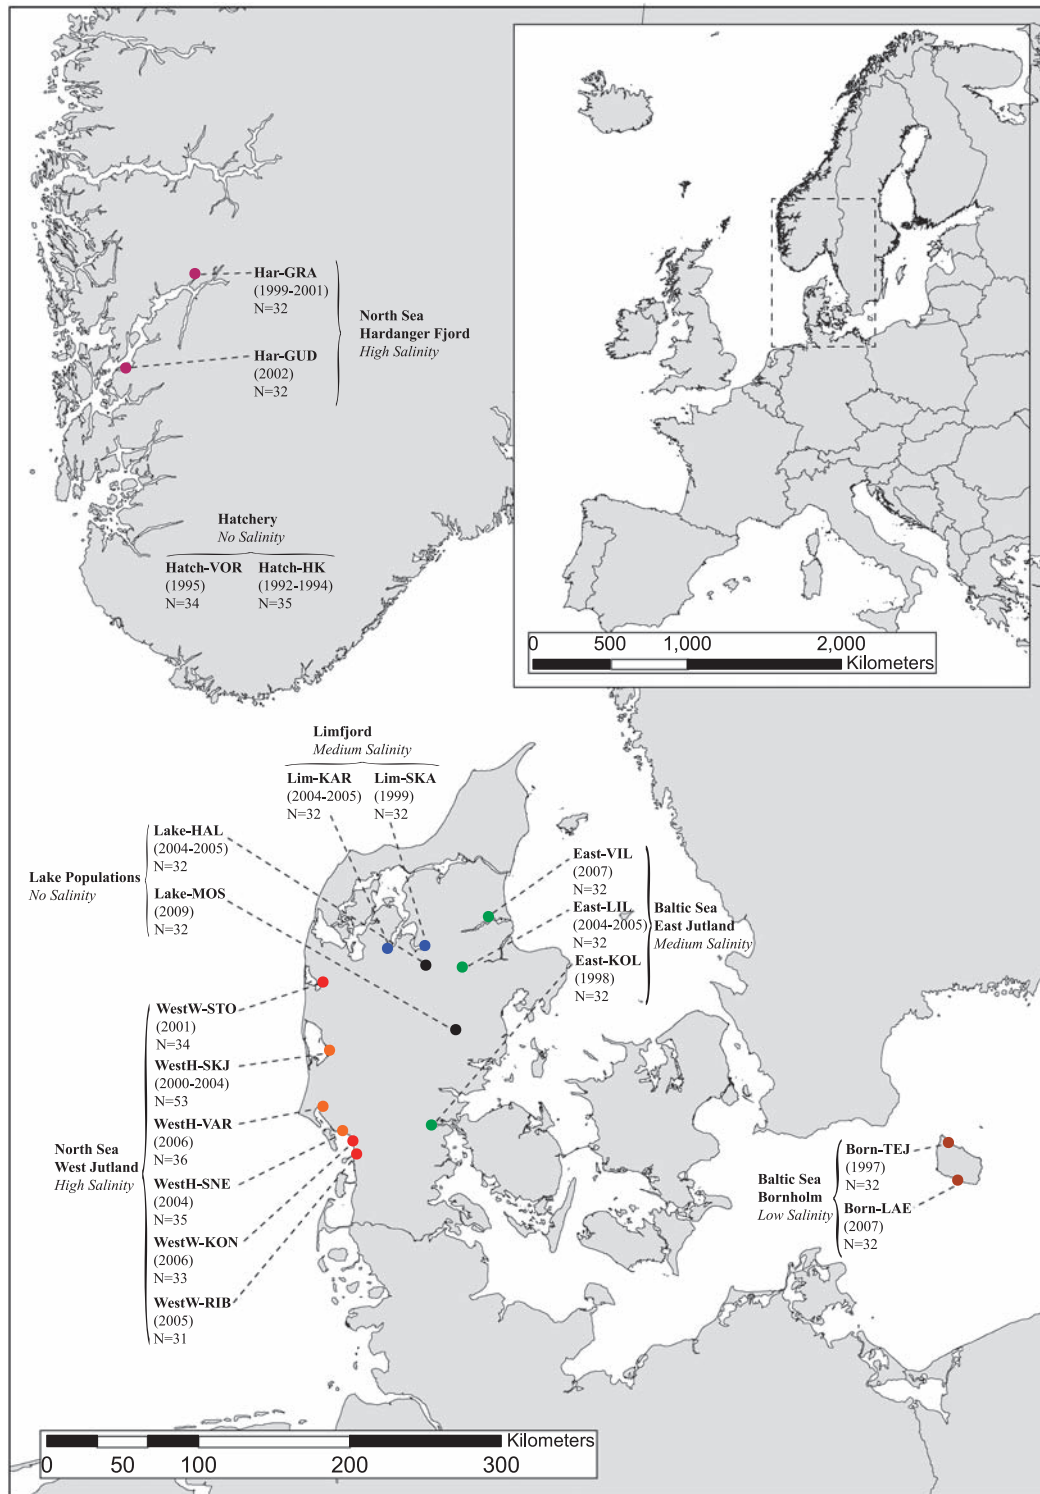 Har-GRA
(1999-2001)
N=32
North Sea
Hardanger Fjord
High Salinity
Har-GUD
(2002)
N=32
Hatchery
No Salinity
Hatch-VOR
(1995)
N=34
Hatch-HK
(1992-1994)
N=35
0 500 1,000 2,000
Kilometers
Limfjord
Medium Salinity
Lim-KAR
(2004-2005)
N=32
Lim-SKA
(1999)
N=32
Lake Populations
No Salinity
Lake-HAL
(2004-2005)
N=32
Lake-MOS
(2009)
N=32
East-VIL
(2007)
N=32
East-LIL
(2004-2005)
N=32
East-KOL
(1998)
N=32
Baltic Sea
East Jutland
Medium Salinity
North Sea
West Jutland
High Salinity
WestW-STO
(2001)
N=34
WestH-SKJ
(2000-2004)
N=53
WestH-VAR
(2006)
N=36
WestH-SNE
(2004)
N=35
WestW-KON
(2006)
N=33
WestW-RIB
(2005)
N=31
Baltic Sea
Bornholm
Low Salinity
Born-TEJ
(1997)
N=32
Born-LAE
(2007)
N=32
Kilometers
0 50 100 200 300